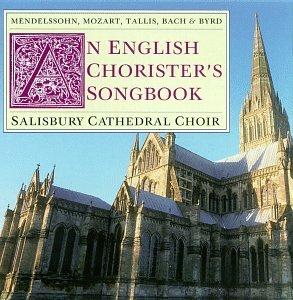 MENDELSSOHN, MOZART, TALLIS, BACH & BYRD
AN ENGLISH
CHORISTER'S
SONGBOOK
SALISBURY CATHEDRAL CHOIR